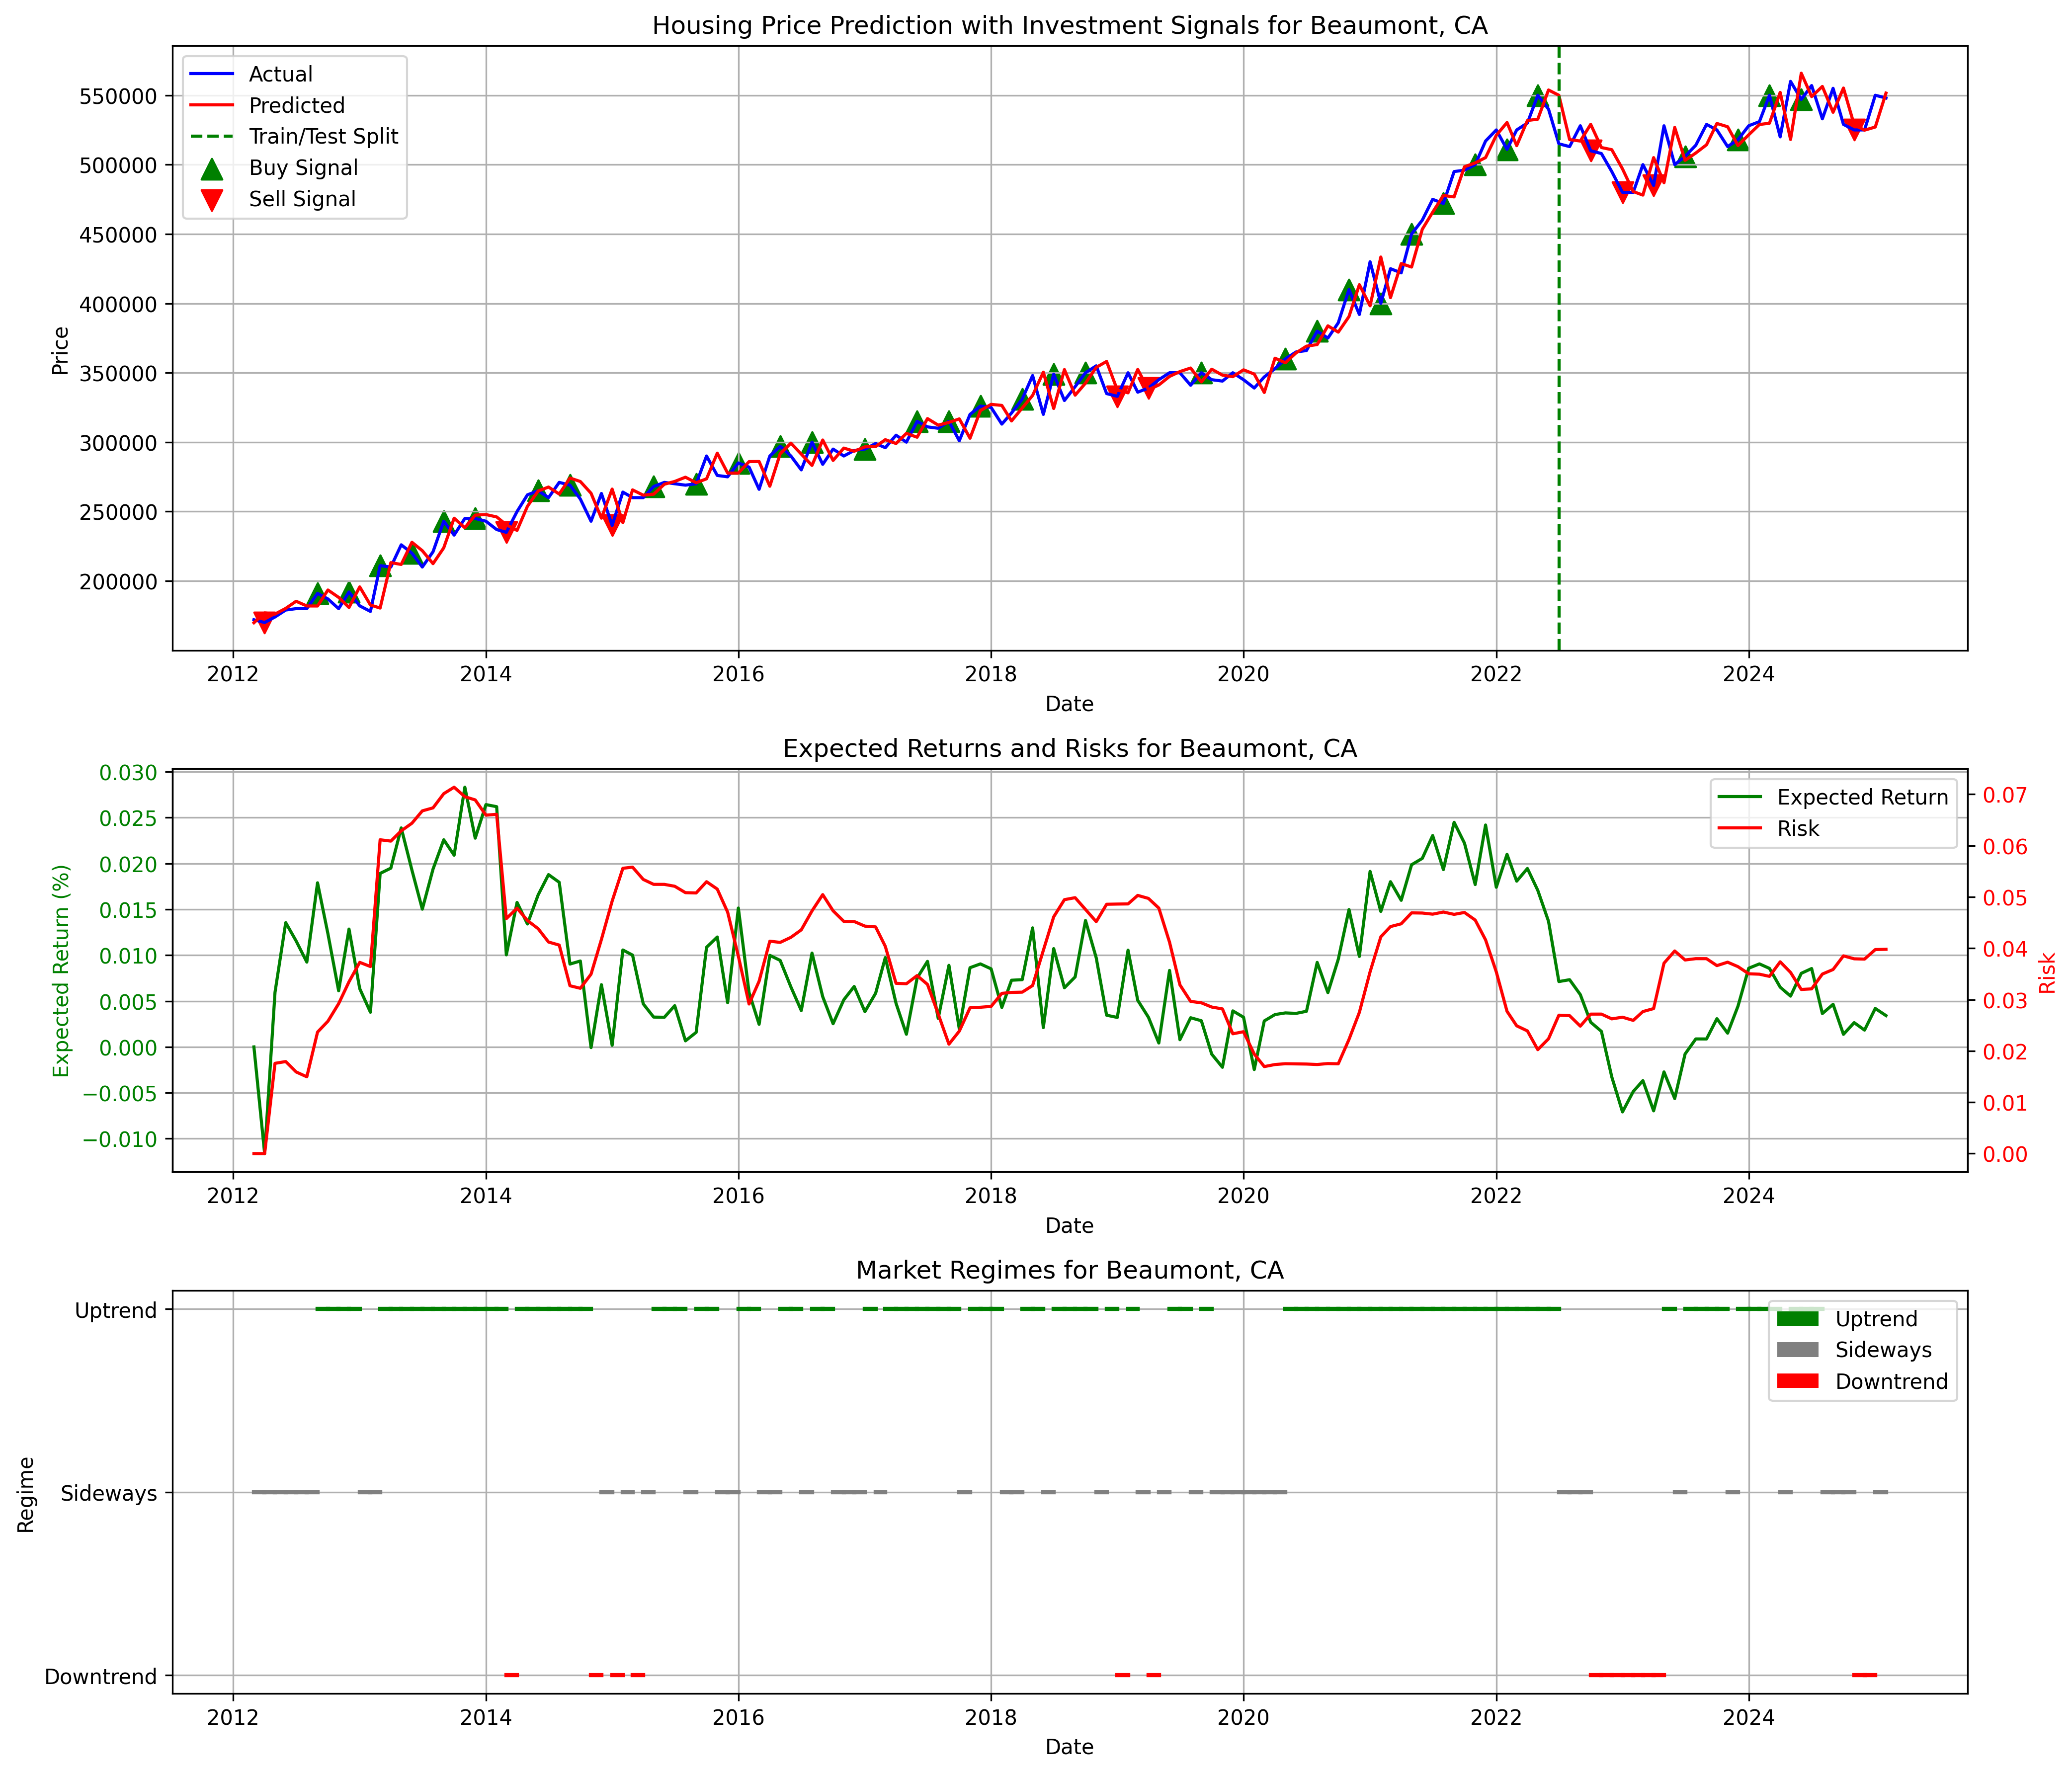 Housing Price Prediction with Investment Signals for Beaumont, CA
Actual
Predicted
Train/Test Split
Buy Signal
Sell Signal
550000
500000
450000
400000
350000
300000
250000
200000
Price
2012 2014 2016 2018 2020 2022 2024
Date
Expected Returns and Risks for Beaumont, CA
Expected Return
Risk
0.030
0.025
0.020
0.015
0.010
0.005
0.000
−0.005
−0.010
Expected Return (%)
0.07
0.06
0.05
0.04
0.03
0.02
0.01
0.00
Risk
2012 2014 2016 2018 2020 2022 2024
Date
Market Regimes for Beaumont, CA
Uptrend
Sideways
Downtrend
Regime
Uptrend
Sideways
Downtrend
2012 2014 2016 2018 2020 2022 2024
Date